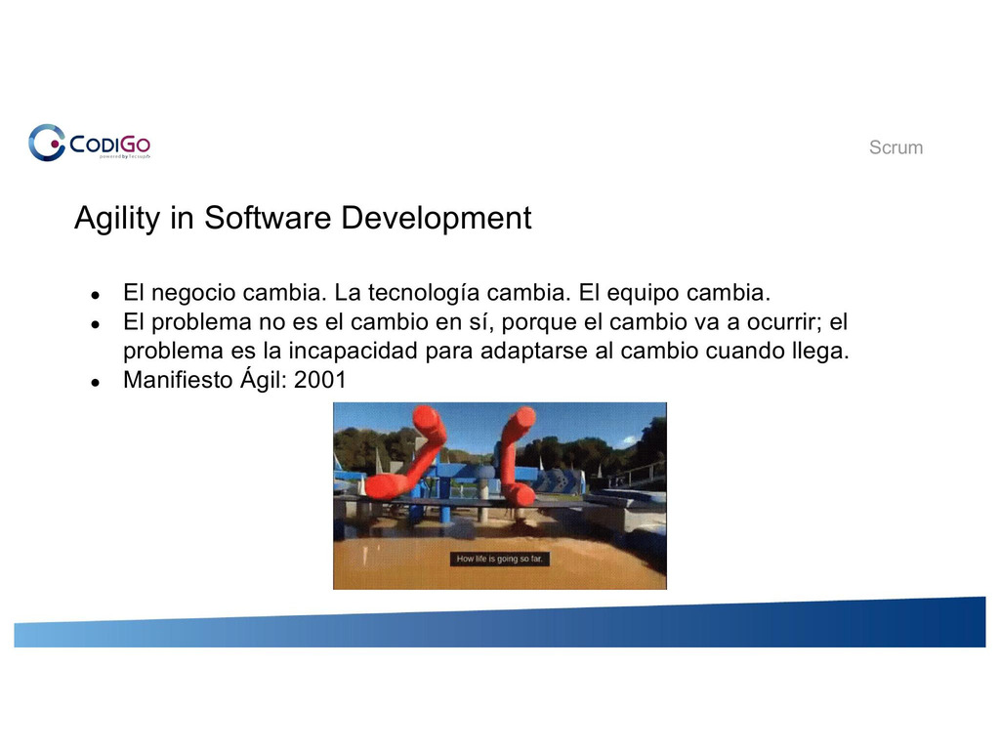 CODIGO
powered by Tecsup
Scrum
Agility in Software Development
● El negocio cambia. La tecnología cambia. El equipo cambia.
● El problema no es el cambio en sí, porque el cambio va a ocurrir; el
problema es la incapacidad para adaptarse al cambio cuando llega.
● Manifiesto Ágil: 2001
How life is going so far.